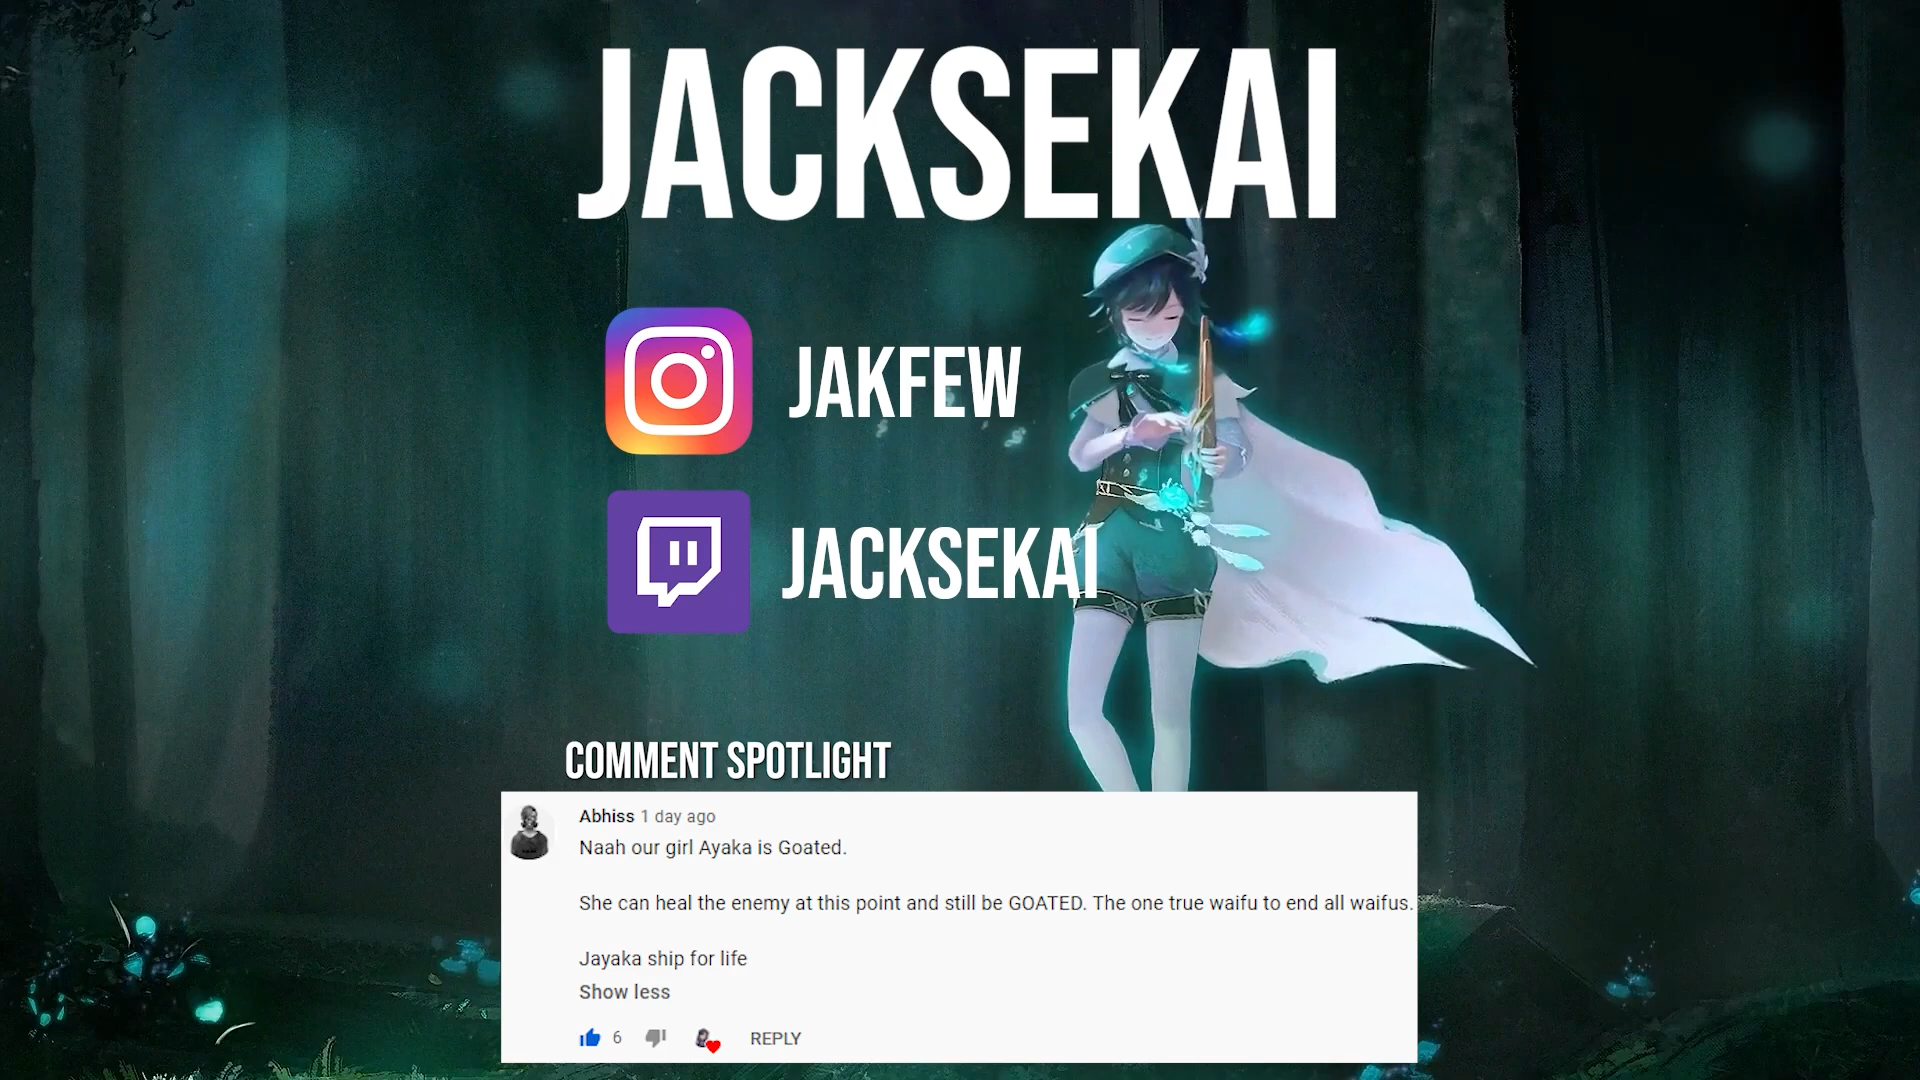 JACKSEKAI
JAKFEW
JACKSEKAI
COMMENT SPOTLIGHT
Abhiss 1 day ago
Naah our girl Ayaka is Goated.
She can heal the enemy at this point and still be GOATED. The one true waifu to end all waifus.
Jayaka ship for life
Show less
6 REPLY